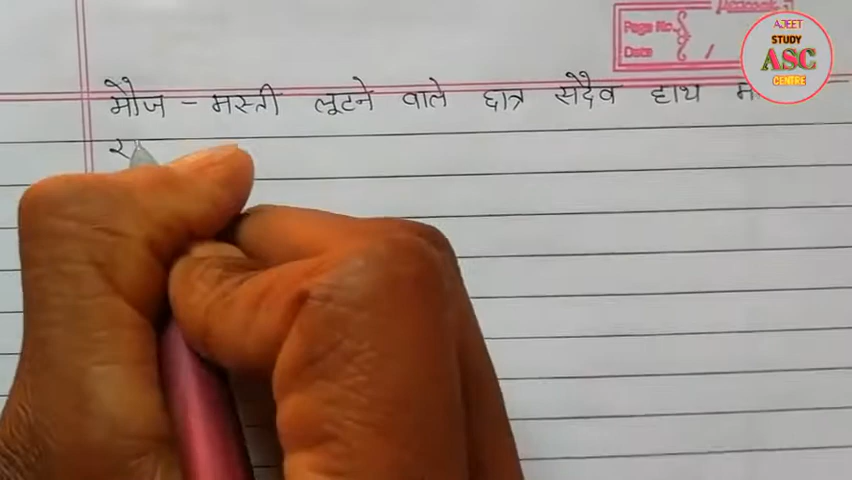 Page No.
Date
AJEET
STUDY
ASC
CENTRE
मौज - मस्ती लूटने वाले छात्र सदैव हाथ